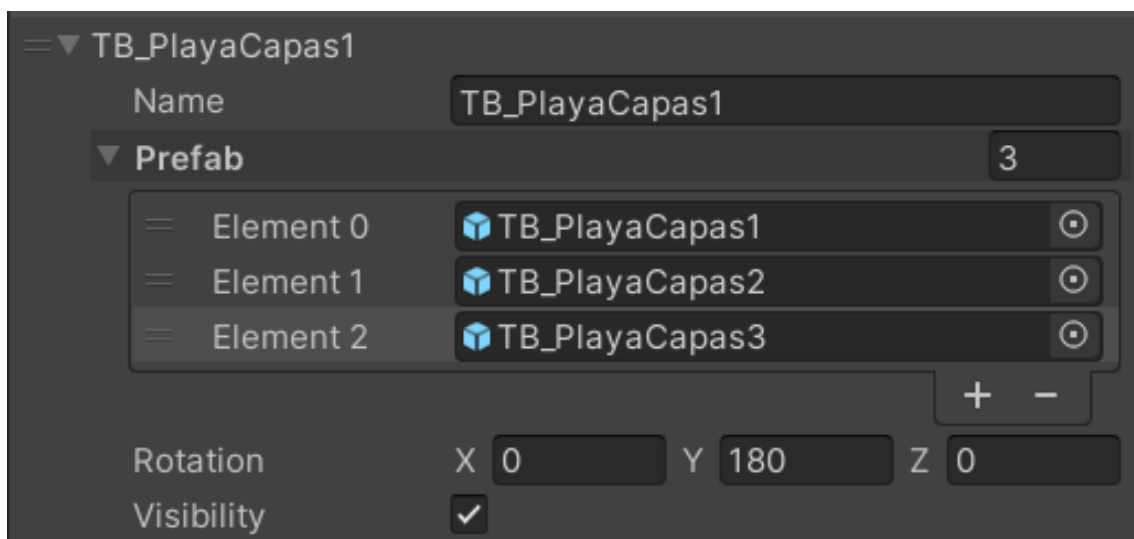 TB_PlayaCapas1
Name TB_PlayaCapas1
Prefab 3
Element 0 TB_PlayaCapas1
Element 1 TB_PlayaCapas2
Element 2 TB_PlayaCapas3
+ −
Rotation X 0 Y 180 Z 0
Visibility